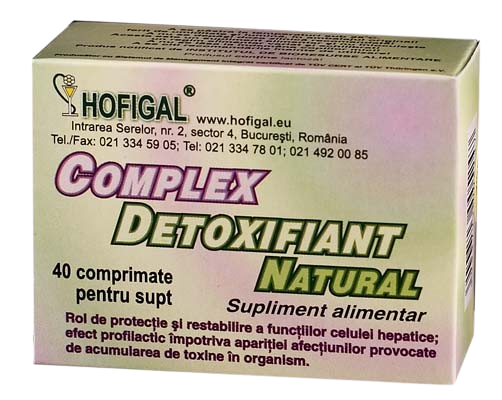 HOFIGAL®
www.hofigal.eu
Intrarea Serelor, nr. 2, sector 4, București, România
Tel./Fax: 021 334 59 05; Tel: 021 334 78 01; 021 492 00 85
COMPLEX
DETOXIFIANT
NATURAL
40 comprimate
pentru supt
Supliment alimentar
Rol de protecție și restabilire a funcțiilor celulei hepatice;
efect profilactic împotriva apariției afecțiunilor provocate
de acumularea de toxine în organism.